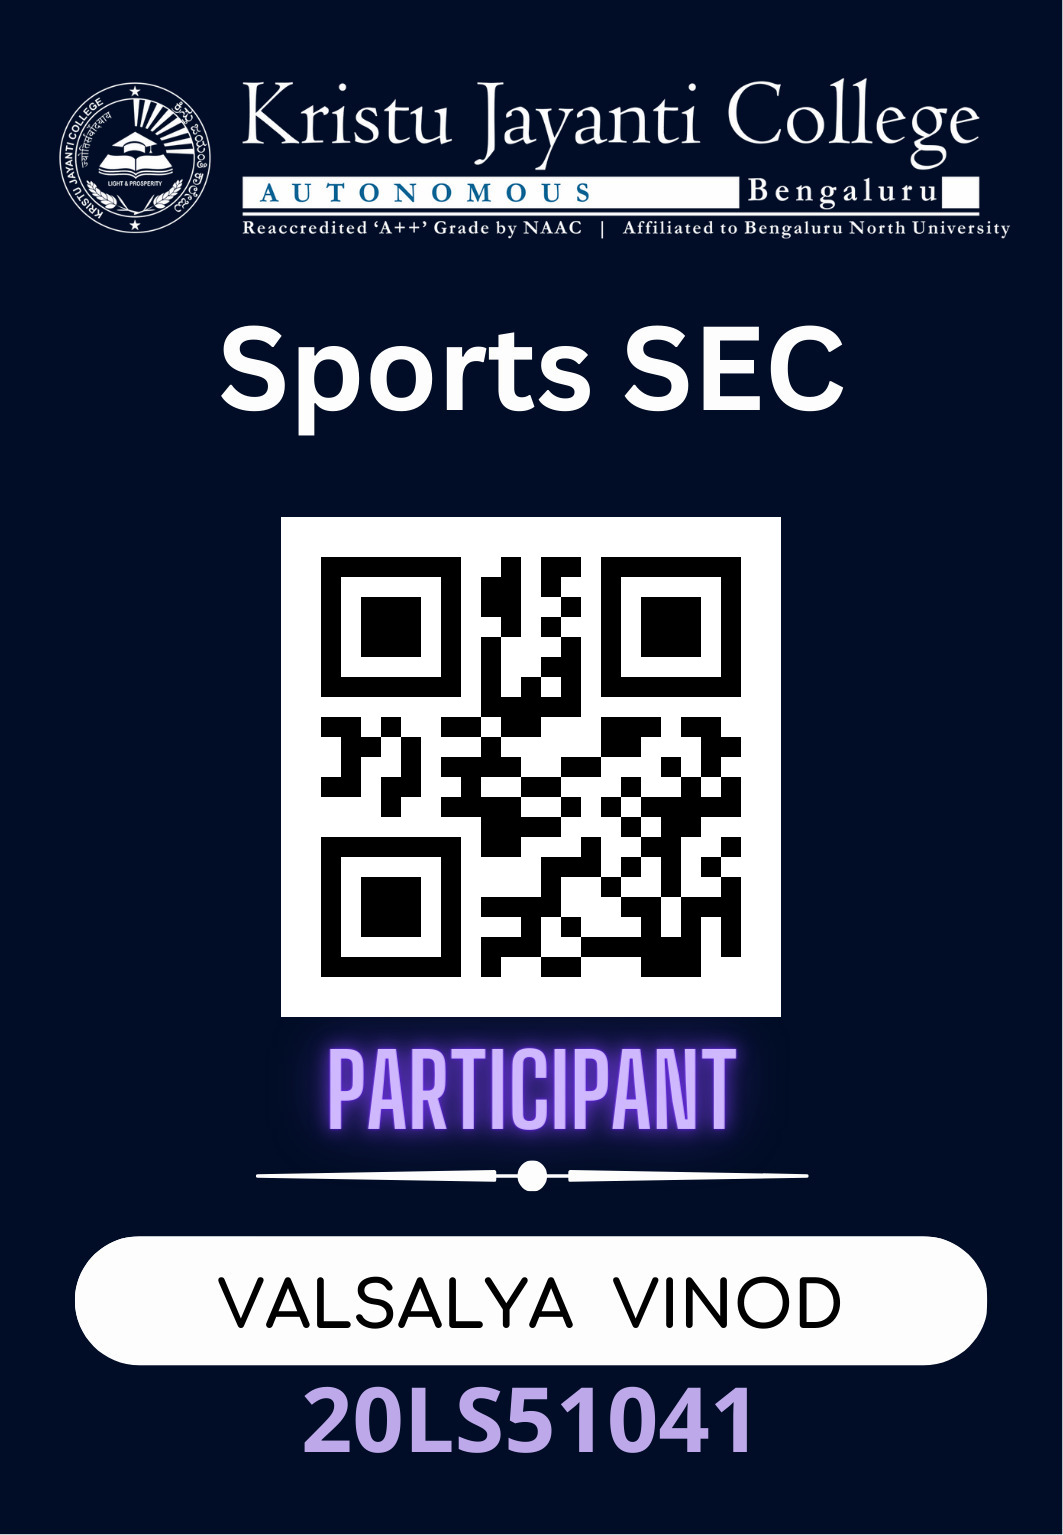 Kristu Jayanti College
AUTONOMOUS Bengaluru
Reaccredited ‘A++’ Grade by NAAC | Affiliated to Bengaluru North University
KRISTU JAYANTI COLLEGE
LIGHT & PROSPERITY
Sports SEC
PARTICIPANT
VALSALYA VINOD
20LS51041